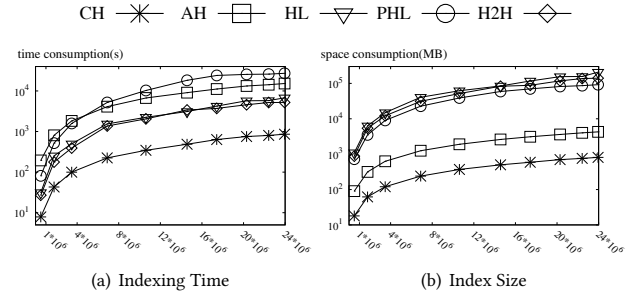 CH AH HL PHL H2H
time consumption(s)
10^4
10^3
10^2
10^1
1*10^6 4*10^6 8*10^6 12*10^6 16*10^6 20*10^6 24*10^6
(a) Indexing Time
space consumption(MB)
10^5
10^4
10^3
10^2
10^1
1*10^6 4*10^6 8*10^6 12*10^6 16*10^6 20*10^6 24*10^6
(b) Index Size